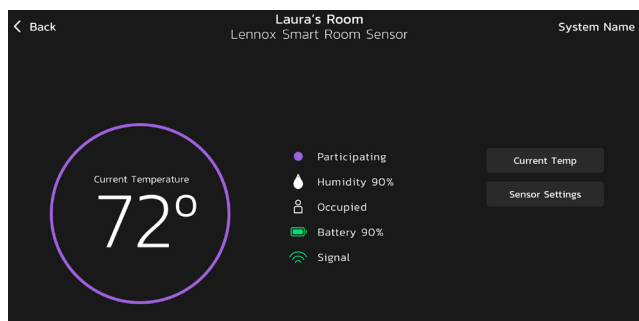 Back
Laura's Room
Lennox Smart Room Sensor
System Name
Current Temperature
72°
Participating
Humidity 90%
Occupied
Battery 90%
Signal
Current Temp
Sensor Settings